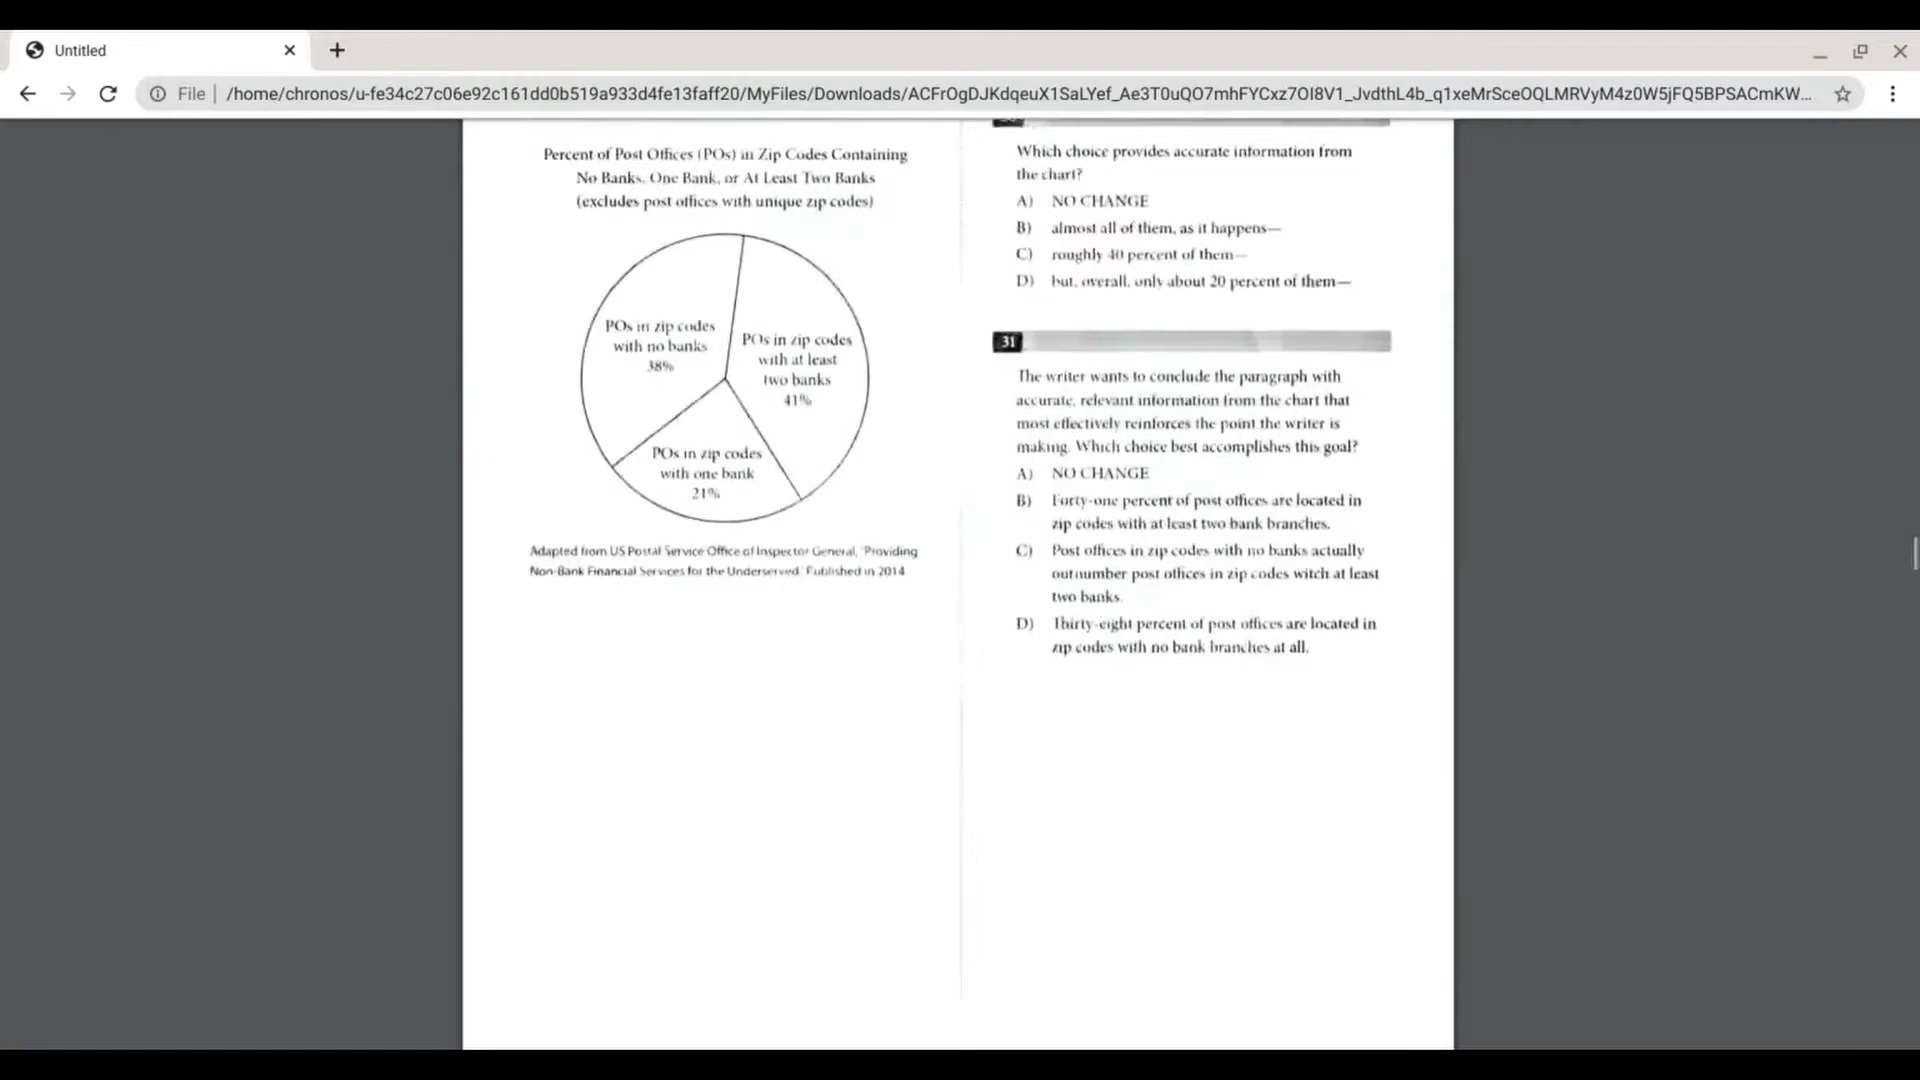 Untitled
File
/home/chronos/u-fe34c27c06e92c161dd0b519a933d4fe13faff20/MyFiles/Downloads/ACFrOgDJKdqeuX1SaLYef_Ae3T0uQO7mhFYCxz7OI8V1_JvdthL4b_q1xeMrSceOQLMRVyM4z0W5jFQ5BPSACmKW...
Percent of Post Offices (POs) in Zip Codes Containing
No Banks, One Bank, or At Least Two Banks
(excludes post offices with unique zip codes)
POs in zip codes
with no banks
38%
POs in zip codes
with at least
two banks
41%
POs in zip codes
with one bank
21%
Adapted from US Postal Service Office of Inspector General, "Providing
Non-Bank Financial Services for the Underserved." Published in 2014
Which choice provides accurate information from
the chart?
A) NO CHANGE
B) almost all of them, as it happens—
C) roughly 40 percent of them—
D) but, overall, only about 20 percent of them—
31
The writer wants to conclude the paragraph with
accurate, relevant information from the chart that
most effectively reinforces the point the writer is
making. Which choice best accomplishes this goal?
A) NO CHANGE
B) Forty-one percent of post offices are located in
zip codes with at least two bank branches.
C) Post offices in zip codes with no banks actually
outnumber post offices in zip codes witch at least
two banks.
D) Thirty-eight percent of post offices are located in
zip codes with no bank branches at all.